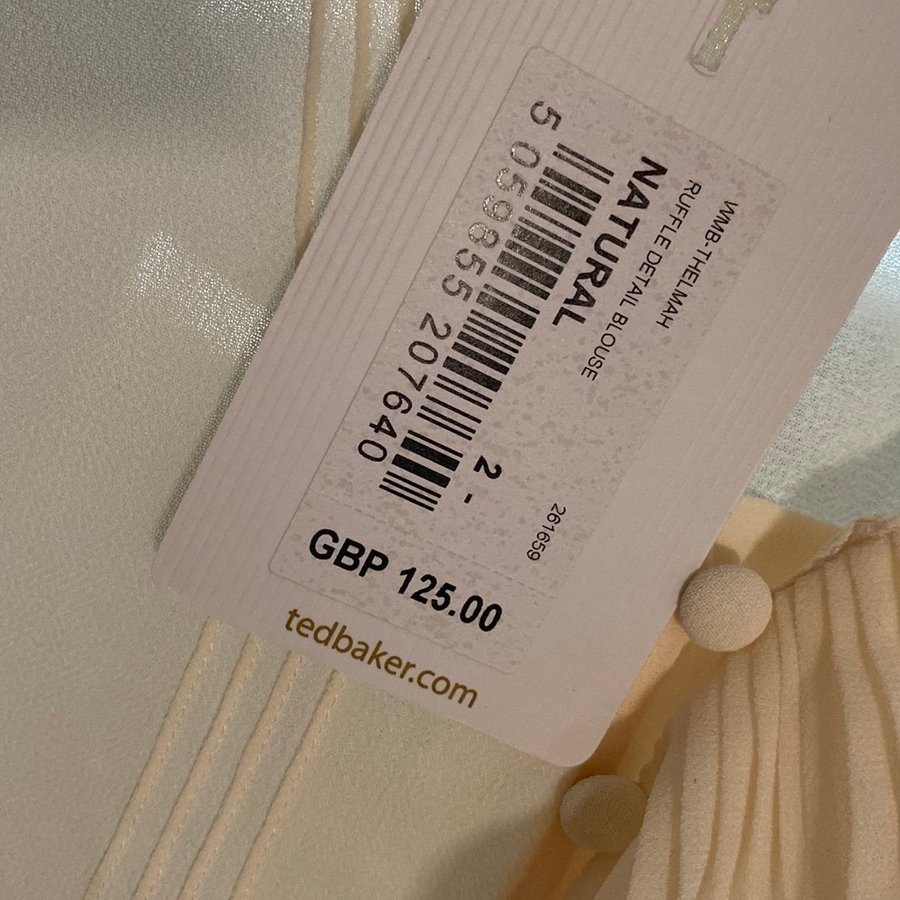 WMB-THELMAH
RUFFLE DETAIL BLOUSE
261659
NATURAL
2 -
5 059855 207640
GBP 125.00
tedbaker.com